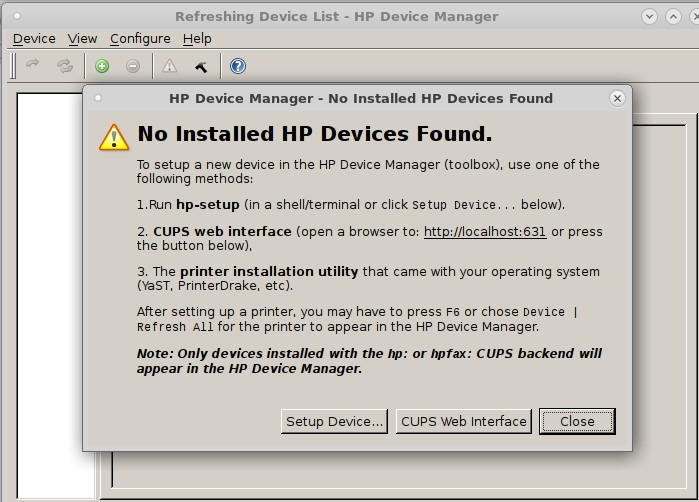 Refreshing Device List - HP Device Manager
Device View Configure Help
HP Device Manager - No Installed HP Devices Found
No Installed HP Devices Found.
To setup a new device in the HP Device Manager (toolbox), use one of the
following methods:
1.Run hp-setup (in a shell/terminal or click Setup Device... below).
2. CUPS web interface (open a browser to: http://localhost:631 or press
the button below),
3. The printer installation utility that came with your operating system
(YaST, PrinterDrake, etc).
After setting up a printer, you may have to press F6 or chose Device |
Refresh All for the printer to appear in the HP Device Manager.
Note: Only devices installed with the hp: or hpfax: CUPS backend will
appear in the HP Device Manager.
Setup Device... CUPS Web Interface Close